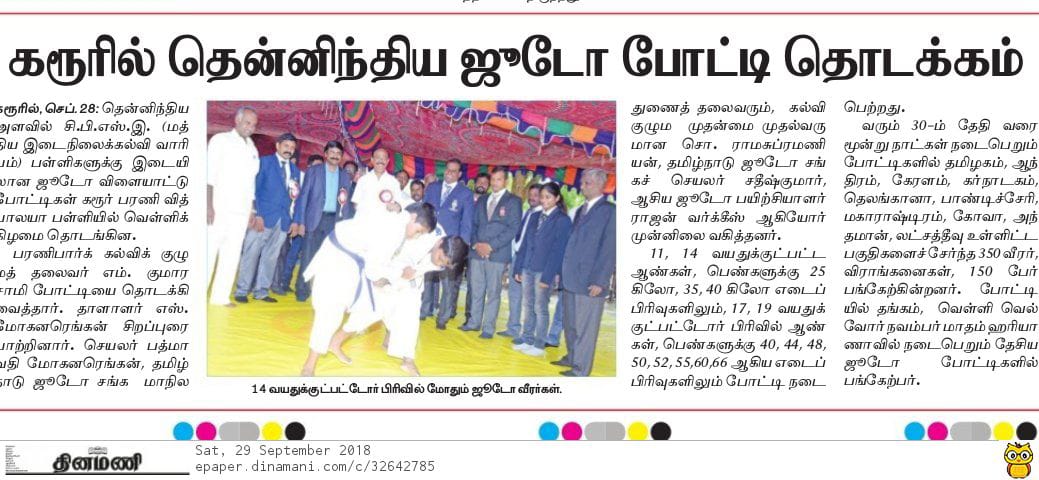 கரூரில் தென்னிந்திய ஜூடோ போட்டி தொடக்கம்
கரூரில், செப். 28: தென்னிந்திய
அளவில் சி.பி.எஸ்.இ. (மத்
திய இடைநிலைக்கல்வி வாரி
யம்) பள்ளிகளுக்கு இடையி
லான ஜூடோ விளையாட்டு
போட்டிகள் கரூர் பரணி வித்
யாலயா பள்ளியில் வெள்ளிக்
கிழமை தொடங்கின.
பரணிபார்க் கல்விக் குழு
மத் தலைவர் எம். குமார
சாமி போட்டியை தொடக்கி
வைத்தார். தாளாளர் எஸ்.
மோகனரெங்கன் சிறப்புரை
யாற்றினார். செயலர் பத்மா
வதி மோகனரெங்கன், தமிழ்
நாடு ஜூடோ சங்க மாநில
14 வயதுக்குட்பட்டோர் பிரிவில் மோதும் ஜூடோ வீரர்கள்.
துணைத் தலைவரும், கல்வி
குழும முதன்மை முதல்வரு
மான சொ. ராமசுப்ரமணி
யன், தமிழ்நாடு ஜூடோ சங்
கச் செயலர் சதீஷ்குமார்,
ஆசிய ஜூடோ பயிற்சியாளர்
ராஜன் வர்க்கீஸ் ஆகியோர்
முன்னிலை வகித்தனர்.
11, 14 வயதுக்குட்பட்ட
ஆண்கள், பெண்களுக்கு 25
கிலோ, 35, 40 கிலோ எடைப்
பிரிவுகளிலும், 17, 19 வயதுக்
குட்பட்டோர் பிரிவில் ஆண்
கள், பெண்களுக்கு 40, 44, 48,
50, 52, 55,60,66 ஆகிய எடைப்
பிரிவுகளிலும் போட்டி நடை
பெற்றது.
வரும் 30-ம் தேதி வரை
மூன்று நாட்கள் நடைபெறும்
போட்டிகளில் தமிழகம், ஆந்
திரம், கேரளம், கர்நாடகம்,
தெலங்கானா, பாண்டிச்சேரி,
மகாராஷ்டிரம், கோவா, அந்
தமான், லட்சத்தீவு உள்ளிட்ட
பகுதிகளைச் சேர்ந்த 350 வீரர்,
விராங்கனைகள், 150 பேர்
பங்கேற்கின்றனர். போட்டி
யில் தங்கம், வெள்ளி வெல்
வோர் நவம்பர் மாதம் ஹரியா
ணாவில் நடைபெறும் தேசிய
ஜூடோ போட்டிகளில்
பங்கேற்பர்.
தினமணி
Sat, 29 September 2018
epaper.dinamani.com/c/32642785